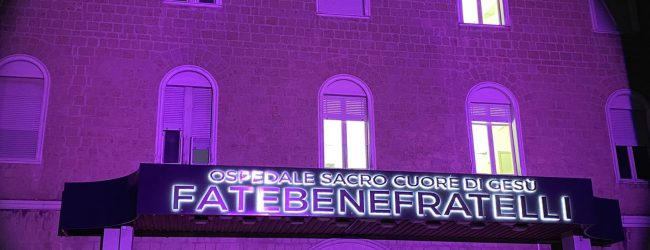 OSPEDALE SACRO CUORE DI GESÙ
FATEBENEFRATELLI